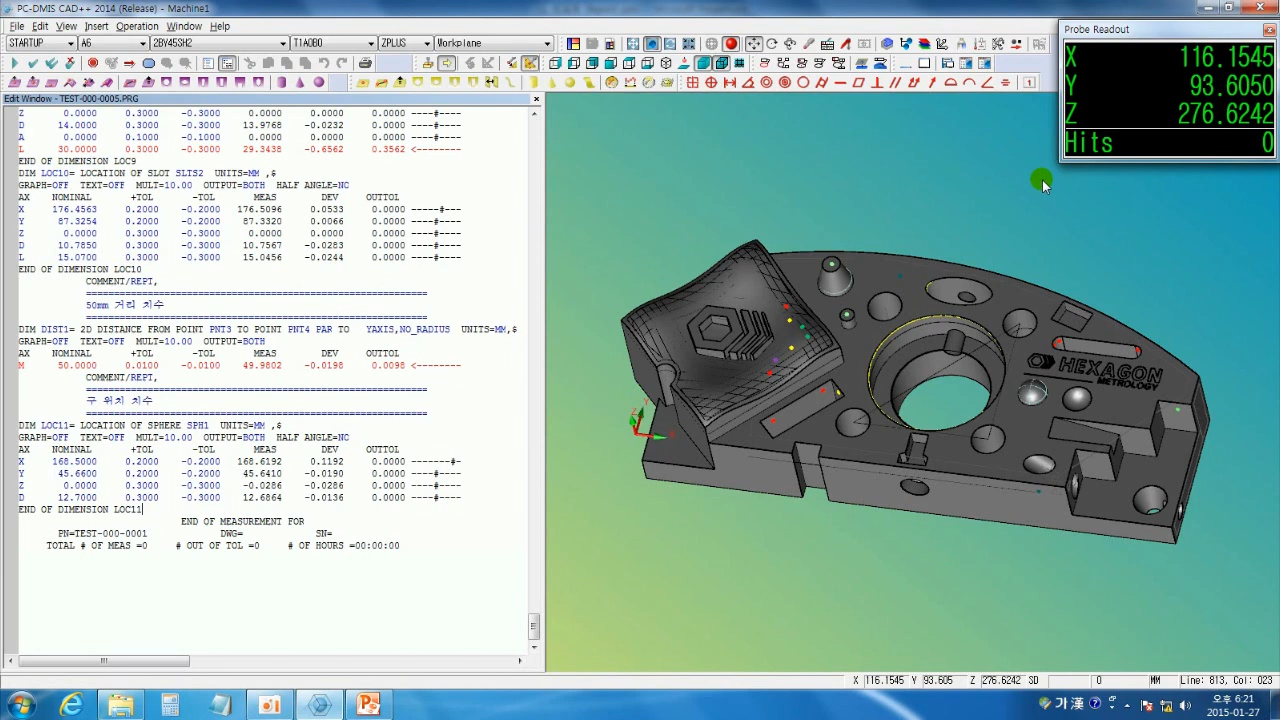 PC-DMIS CAD++ 2014 (Release) - Machine1
File Edit View Insert Operation Window Help
STARTUP A6 2BY45SH2 T1A0B0 ZPLUS Workplane
Edit Window - TEST-000-0005.PRG
Z 0.0000 0.3000 -0.3000 0.0000 0.0000 0.0000 ----#----
D 14.0000 0.3000 -0.3000 13.9768 -0.0232 0.0000 ----#----
A 0.0000 0.1000 -0.1000 0.0000 0.0000 0.0000 ----#----
L 30.0000 0.3000 -0.3000 29.3438 -0.6562 0.3562 <--------
END OF DIMENSION LOC9
DIM LOC10= LOCATION OF SLOT SLTS2 UNITS=MM ,$
GRAPH=OFF TEXT=OFF MULT=10.00 OUTPUT=BOTH HALF ANGLE=NC
AX NOMINAL +TOL -TOL MEAS DEV OUTTOL
X 176.4563 0.2000 -0.2000 176.5096 0.0533 0.0000 -----#---
Y 87.3254 0.2000 -0.2000 87.3320 0.0066 0.0000 ----#----
D 10.7850 0.3000 -0.3000 10.7567 -0.0283 0.0000 ----#----
L 15.0700 0.3000 -0.3000 15.0456 -0.0244 0.0000 ----#----
END OF DIMENSION LOC10
COMMENT/REPT,
50mm 거리 치수
DIM DIST1= 2D DISTANCE FROM POINT PNT3 TO POINT PNT4 PAR TO YAXIS,NO_RADIUS UNITS=MM,$
GRAPH=OFF TEXT=OFF MULT=10.00 OUTPUT=BOTH
AX NOMINAL +TOL -TOL MEAS DEV OUTTOL
M 50.0000 0.0100 -0.0100 49.9802 -0.0198 0.0098 <--------
COMMENT/REPT,
구 위치 치수
DIM LOC11= LOCATION OF SPHERE SPH1 UNITS=MM ,$
GRAPH=OFF TEXT=OFF MULT=10.00 OUTPUT=BOTH HALF ANGLE=NC
AX NOMINAL +TOL -TOL MEAS DEV OUTTOL
X 168.5000 0.2000 -0.2000 168.6192 0.1192 0.0000 -------#-
Y 45.6600 0.2000 -0.2000 45.6410 -0.0190 0.0000 ----#----
Z 0.0000 0.3000 -0.3000 -0.0286 -0.0286 0.0000 ----#----
D 12.7000 0.3000 -0.3000 12.6864 -0.0136 0.0000 ----#----
END OF DIMENSION LOC11
END OF MEASUREMENT FOR
PN=TEST-000-0001 DWG= SN=
TOTAL # OF MEAS =0 # OUT OF TOL =0 # OF HOURS =00:00:00
Probe Readout
X 116.1545
Y 93.6050
Z 276.6242
Hits 0
HEXAGON
METROLOGY
X 116.1545 Y 93.605 Z 276.6242 SD 0 MM Line: 813, Col: 023
가 漢
오후 6:21
2015-01-27